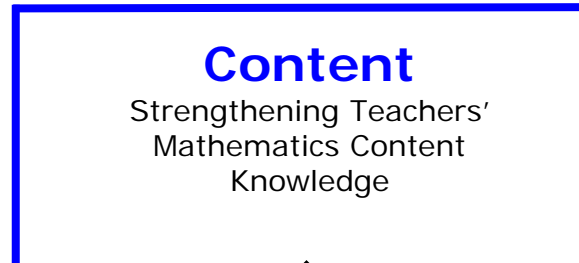 Content
Strengthening Teachers’
Mathematics Content
Knowledge